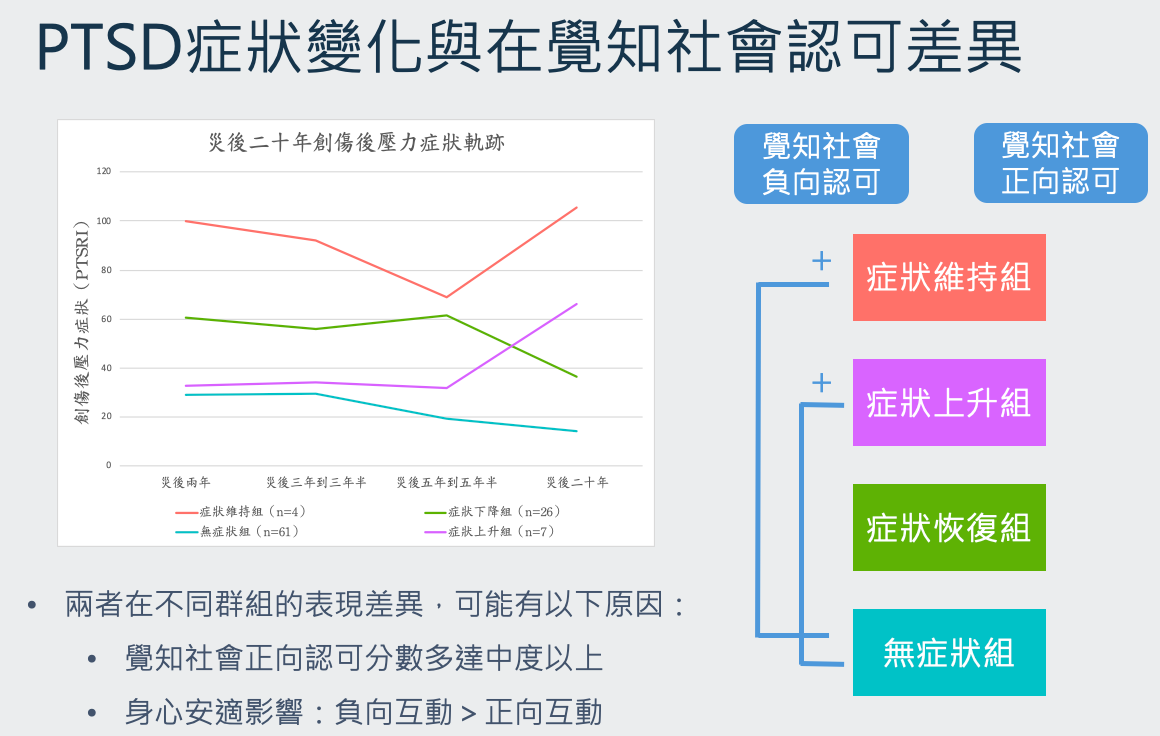 PTSD症狀變化與在覺知社會認可差異
災後二十年創傷後壓力症狀軌跡
創傷後壓力症狀（PTSRI）
120
100
80
60
40
20
0
災後兩年
災後三年到三年半
災後五年到五年半
災後二十年
症狀維持組（n=4）
症狀下降組（n=26）
無症狀組（n=61）
症狀上升組（n=7）
覺知社會
負向認可
覺知社會
正向認可
+
症狀維持組
+
症狀上升組
症狀恢復組
無症狀組
• 兩者在不同群組的表現差異，可能有以下原因：
• 覺知社會正向認可分數多達中度以上
• 身心安適影響：負向互動 > 正向互動